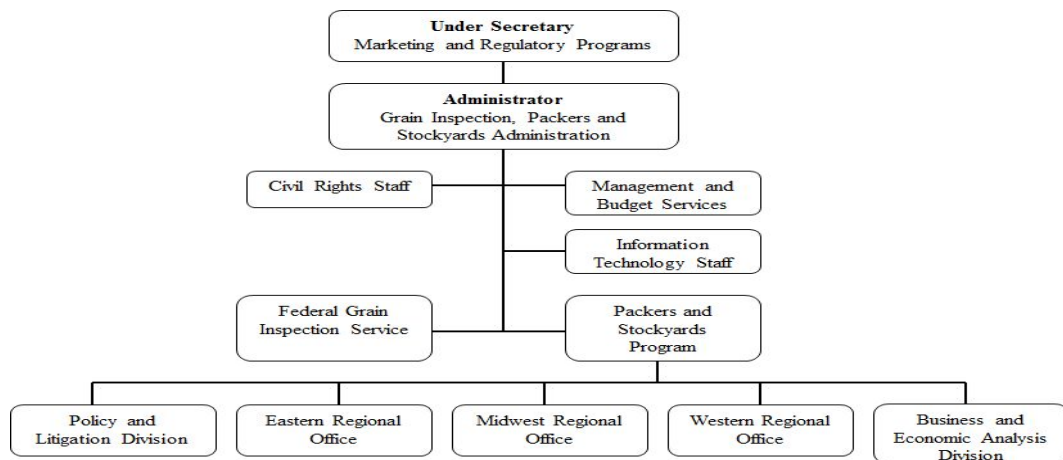 Under Secretary
Marketing and Regulatory Programs
Administrator
Grain Inspection, Packers and
Stockyards Administration
Civil Rights Staff
Management and
Budget Services
Information
Technology Staff
Federal Grain
Inspection Service
Packers and
Stockyards
Program
Policy and
Litigation Division
Eastern Regional
Office
Midwest Regional
Office
Western Regional
Office
Business and
Economic Analysis
Division